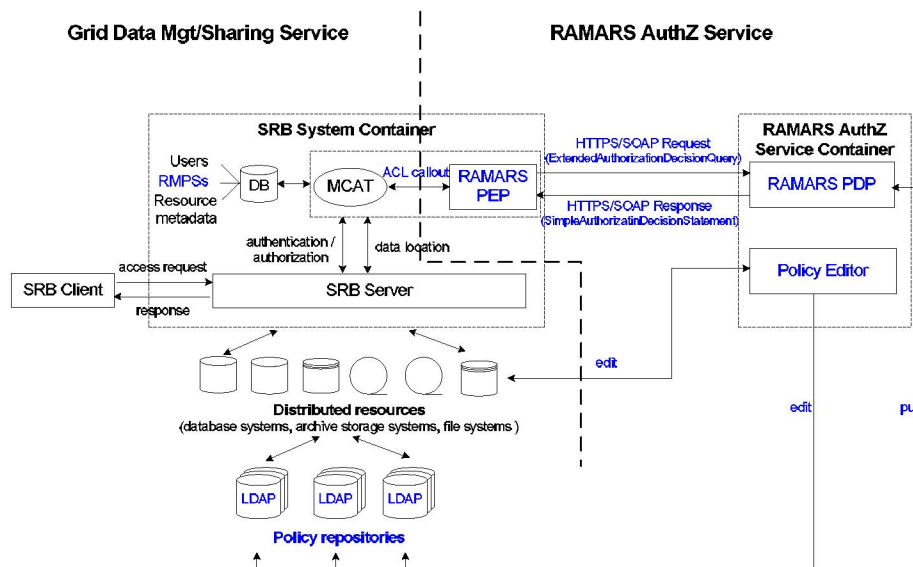 Grid Data Mgt/Sharing Service
RAMARS AuthZ Service
SRB System Container
RAMARS AuthZ
Service Container
HTTPS/SOAP Request
(ExtendedAuthorizationDecisionQuery)
Users
RMPSs
Resource
metadata
DB
MCAT
ACL callout
RAMARS
PEP
RAMARS PDP
HTTPS/SOAP Response
(SimpleAuthorizatinDecisionStatement)
authentication /
authorization
data location
Policy Editor
access request
SRB Client
SRB Server
response
edit
Distributed resources
(database systems, archive storage systems, file systems )
edit
pu
LDAP
LDAP
LDAP
Policy repositories